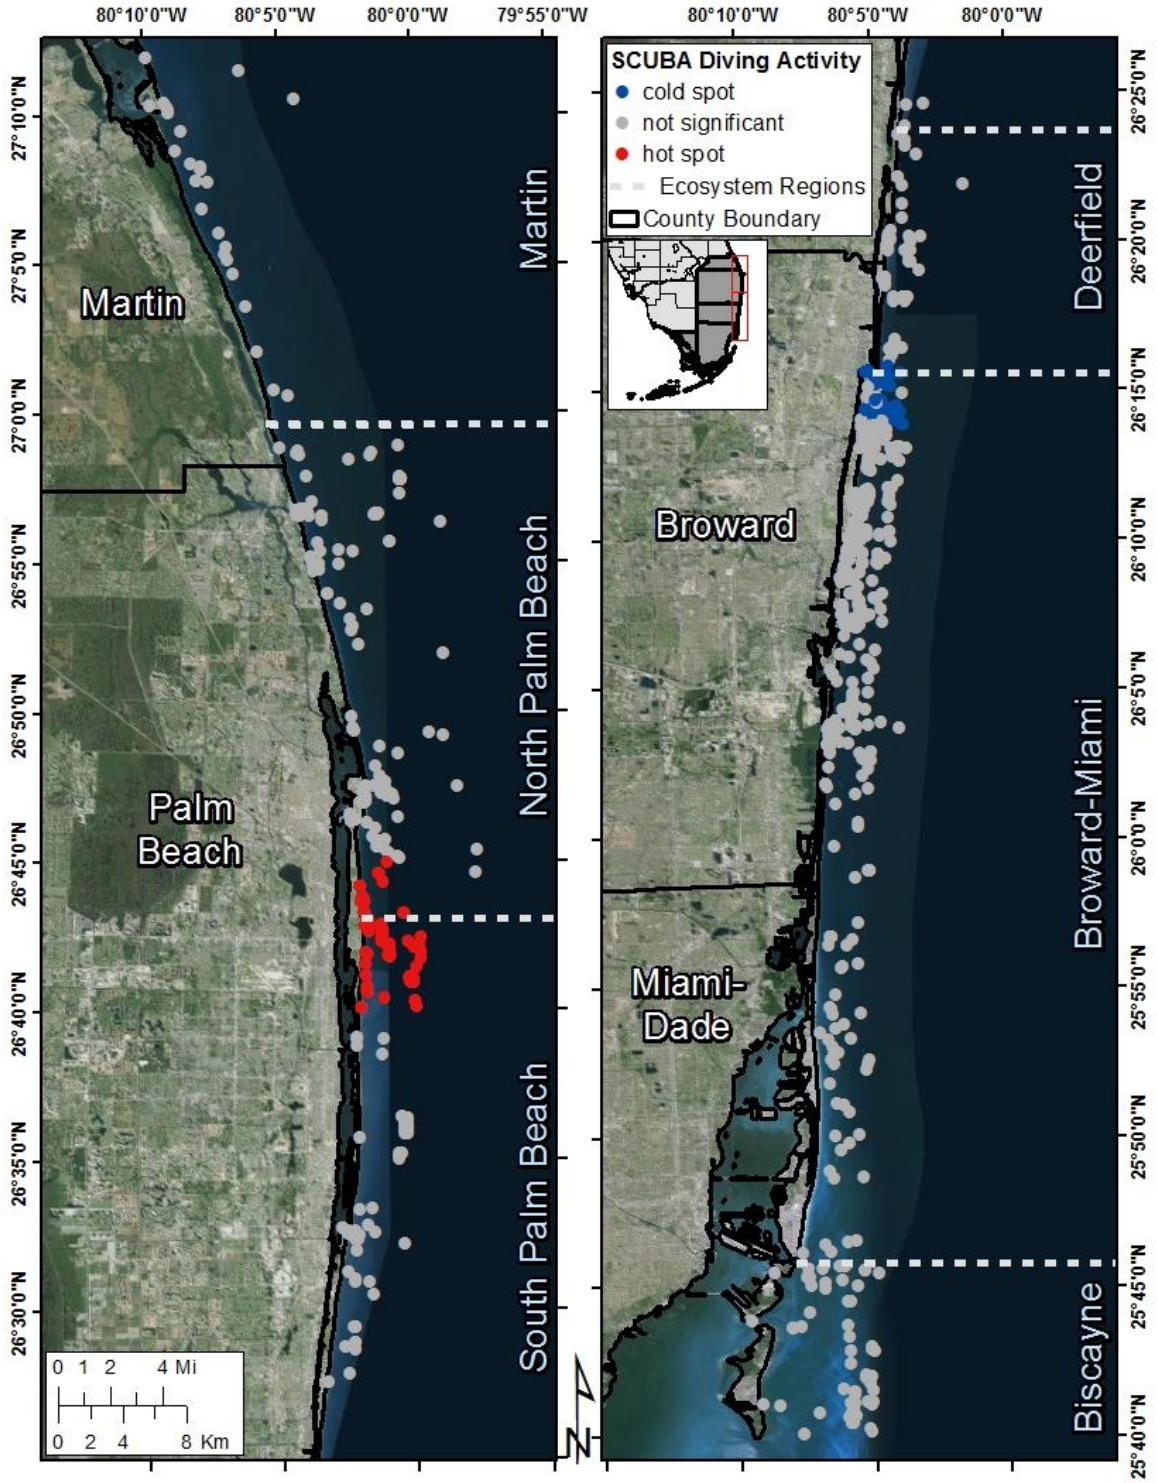 80°10'0"W 80°5'0"W 80°0'0"W 79°55'0"W
27°10'0"N
27°5'0"N
27°0'0"N
26°55'0"N
26°50'0"N
26°45'0"N
26°40'0"N
26°35'0"N
26°30'0"N
Martin
Palm
Beach
Martin
North Palm Beach
South Palm Beach
0 1 2 4 Mi
0 2 4 8 Km
N
80°10'0"W 80°5'0"W 80°0'0"W
SCUBA Diving Activity
cold spot
not significant
hot spot
Ecosystem Regions
County Boundary
Broward
Miami-
Dade
Deerfield
Broward-Miami
Biscayne
26°25'0"N
26°20'0"N
26°15'0"N
26°10'0"N
26°5'0"N
26°0'0"N
25°55'0"N
25°50'0"N
25°45'0"N
25°40'0"N